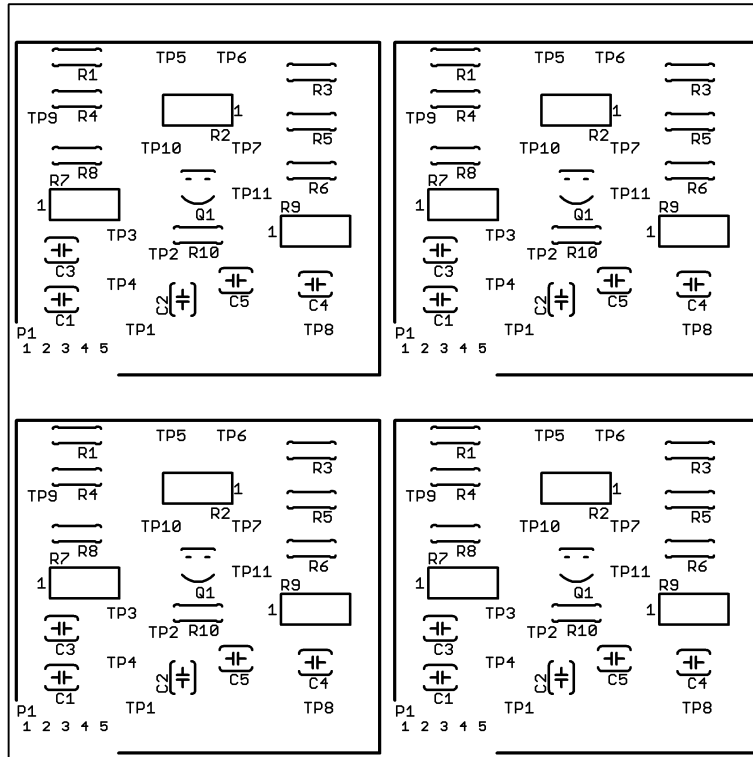 TP5 TP6 TP5 TP6
R1 R1
R3 R3
TP9 R4 1 TP9 R4 1
R2 R5 R2 R5
TP10 TP7 TP10 TP7
R8 R8
R7 R6 R7 R6
TP11 TP11
1 Q1 R9 1 Q1 R9
TP3 1 TP3 1
C3 TP2 R10 C3 TP2 R10
TP4 C5 TP4 C5
C1 C2 C4 C1 C2 C4
P1 TP1 TP8 P1 TP1 TP8
1 2 3 4 5 1 2 3 4 5
TP5 TP6 TP5 TP6
R1 R1
R3 R3
TP9 R4 1 TP9 R4 1
R2 R5 R2 R5
TP10 TP7 TP10 TP7
R8 R8
R7 R6 R7 R6
TP11 TP11
1 Q1 R9 1 Q1 R9
TP3 1 TP3 1
C3 TP2 R10 C3 TP2 R10
TP4 C5 TP4 C5
C1 C2 C4 C1 C2 C4
P1 TP1 TP8 P1 TP1 TP8
1 2 3 4 5 1 2 3 4 5